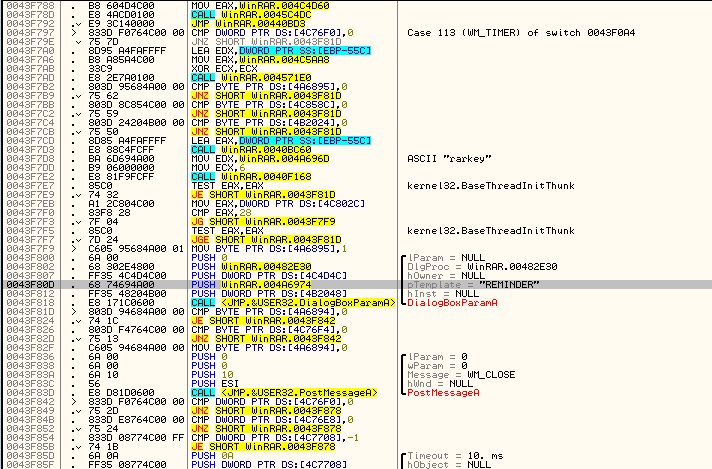 0043F788 . B8 604D4C00 MOV EAX,WinRAR.004C4D60
0043F78D . E8 4ACD0100 CALL WinRAR.0045C4DC
0043F792 .v E9 3C140000 JMP WinRAR.00440BD3
0043F797 > 833D F0764C00 00 CMP DWORD PTR DS:[4C76F0],0 Case 113 (WM_TIMER) of switch 0043F0A4
0043F79E .v 75 7D JNZ SHORT WinRAR.0043F81D
0043F7A0 . 8D95 A4FAFFFF LEA EDX,DWORD PTR SS:[EBP-55C]
0043F7A6 . B8 A85A4C00 MOV EAX,WinRAR.004C5AA8
0043F7AB . 33C9 XOR ECX,ECX
0043F7AD . E8 2E7A0100 CALL WinRAR.004571E0
0043F7B2 . 803D 95684A00 00 CMP BYTE PTR DS:[4A6895],0
0043F7B9 .v 75 62 JNZ SHORT WinRAR.0043F81D
0043F7BB . 803D 8C854C00 00 CMP BYTE PTR DS:[4C858C],0
0043F7C2 .v 75 59 JNZ SHORT WinRAR.0043F81D
0043F7C4 . 803D 24204B00 00 CMP BYTE PTR DS:[4B2024],0
0043F7CB .v 75 50 JNZ SHORT WinRAR.0043F81D
0043F7CD . 8D85 A4FAFFFF LEA EAX,DWORD PTR SS:[EBP-55C]
0043F7D3 . E8 88C4FCFF CALL WinRAR.0040BC60
0043F7D8 . BA 6D694A00 MOV EDX,WinRAR.004A696D ASCII "rarkey"
0043F7DD . B9 06000000 MOV ECX,6
0043F7E2 . E8 81F9FCFF CALL WinRAR.0040F168
0043F7E7 . 85C0 TEST EAX,EAX kernel32.BaseThreadInitThunk
0043F7E9 .v 74 32 JE SHORT WinRAR.0043F81D
0043F7EB . A1 2C804C00 MOV EAX,DWORD PTR DS:[4C802C]
0043F7F0 . 83F8 28 CMP EAX,28
0043F7F3 .v 7F 04 JG SHORT WinRAR.0043F7F9
0043F7F5 . 85C0 TEST EAX,EAX kernel32.BaseThreadInitThunk
0043F7F7 .v 7D 24 JGE SHORT WinRAR.0043F81D
0043F7F9 > C605 95684A00 01 MOV BYTE PTR DS:[4A6895],1
0043F800 . 6A 00 PUSH 0 lParam = NULL
0043F802 . 68 302E4800 PUSH WinRAR.00482E30 DlgProc = WinRAR.00482E30
0043F807 . FF35 4C4D4C00 PUSH DWORD PTR DS:[4C4D4C] hOwner = NULL
0043F80D . 68 74694A00 PUSH WinRAR.004A6974 pTemplate = "REMINDER"
0043F812 . FF35 48204B00 PUSH DWORD PTR DS:[4B2048] hInst = NULL
0043F818 . E8 171C0600 CALL <JMP.&USER32.DialogBoxParamA> DialogBoxParamA
0043F81D > 803D 94684A00 00 CMP BYTE PTR DS:[4A6894],0
0043F824 .v 74 1C JE SHORT WinRAR.0043F842
0043F826 . 803D F4764C00 00 CMP BYTE PTR DS:[4C76F4],0
0043F82D .v 75 13 JNZ SHORT WinRAR.0043F842
0043F82F . C605 94684A00 00 MOV BYTE PTR DS:[4A6894],0
0043F836 . 6A 00 PUSH 0 lParam = 0
0043F838 . 6A 00 PUSH 0 wParam = 0
0043F83A . 6A 10 PUSH 10 Message = WM_CLOSE
0043F83C . 56 PUSH ESI hWnd = NULL
0043F83D . E8 D81D0600 CALL <JMP.&USER32.PostMessageA> PostMessageA
0043F842 > 833D F0764C00 00 CMP DWORD PTR DS:[4C76F0],0
0043F849 .v 75 2D JNZ SHORT WinRAR.0043F878
0043F84B . 833D E8764C00 00 CMP DWORD PTR DS:[4C76E8],0
0043F852 .v 75 24 JNZ SHORT WinRAR.0043F878
0043F854 . 833D 08774C00 FF CMP DWORD PTR DS:[4C7708],-1
0043F85B .v 74 1B JE SHORT WinRAR.0043F878
0043F85D . 6A 0A PUSH 0A Timeout = 10. ms
0043F85F . FF35 08774C00 PUSH DWORD PTR DS:[4C7708] hObject = NULL